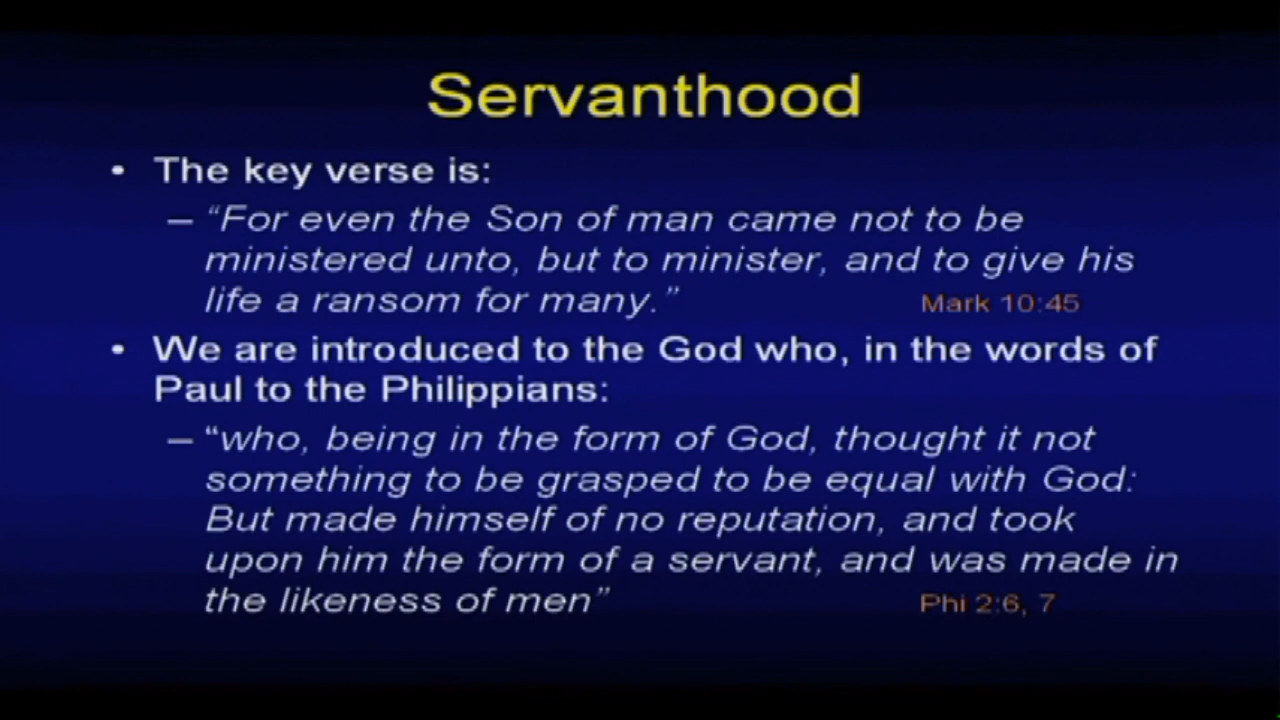 Servanthood
• The key verse is:
– “For even the Son of man came not to be
ministered unto, but to minister, and to give his
life a ransom for many.” Mark 10:45
• We are introduced to the God who, in the words of
Paul to the Philippians:
– “who, being in the form of God, thought it not
something to be grasped to be equal with God:
But made himself of no reputation, and took
upon him the form of a servant, and was made in
the likeness of men” Phi 2:6, 7